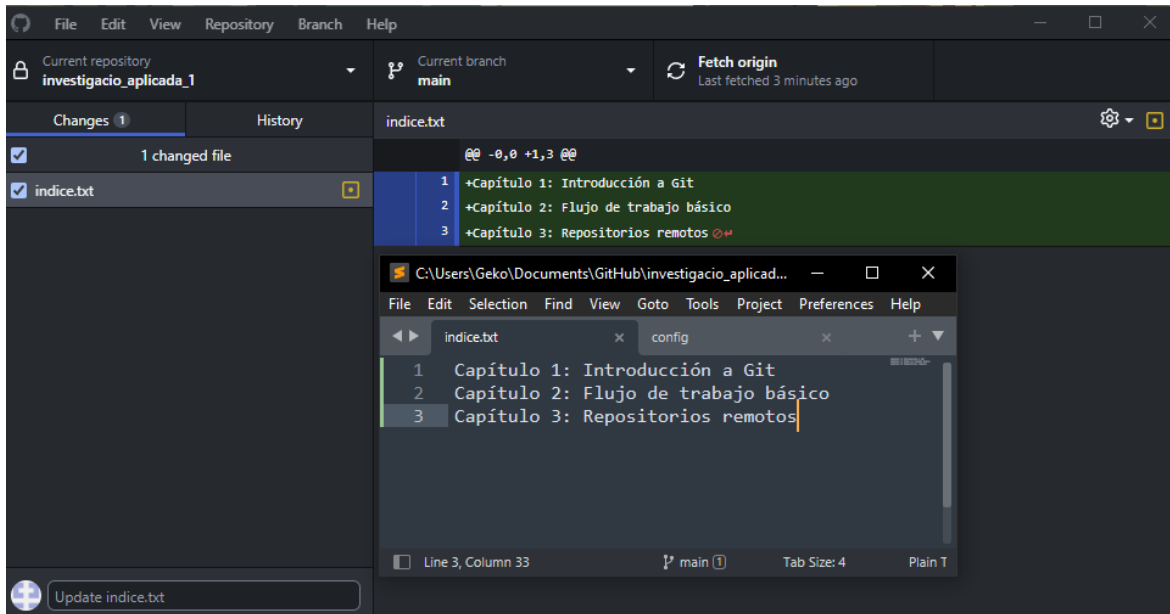 File Edit View Repository Branch Help
Current repository
investigacio_aplicada_1
Current branch
main
Fetch origin
Last fetched 3 minutes ago
Changes 1
History
indice.txt
1 changed file
indice.txt
@@ -0,0 +1,3 @@
1 +Capítulo 1: Introducción a Git
2 +Capítulo 2: Flujo de trabajo básico
3 +Capítulo 3: Repositorios remotos
C:\Users\Geko\Documents\GitHub\investigacio_aplicad...
File Edit Selection Find View Goto Tools Project Preferences Help
indice.txt
config
1 Capítulo 1: Introducción a Git
2 Capítulo 2: Flujo de trabajo básico
3 Capítulo 3: Repositorios remotos
Line 3, Column 33
main 1
Tab Size: 4
Plain T
Update indice.txt